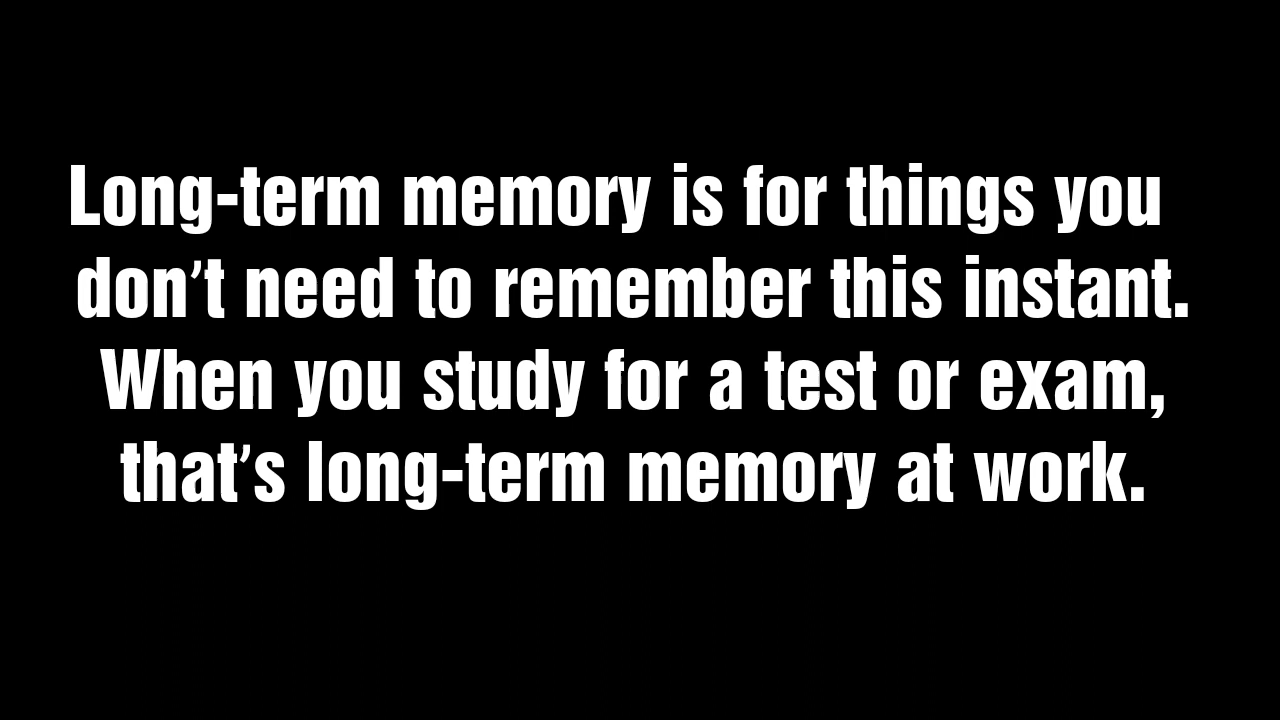 Long-term memory is for things you
don’t need to remember this instant.
When you study for a test or exam,
that’s long-term memory at work.